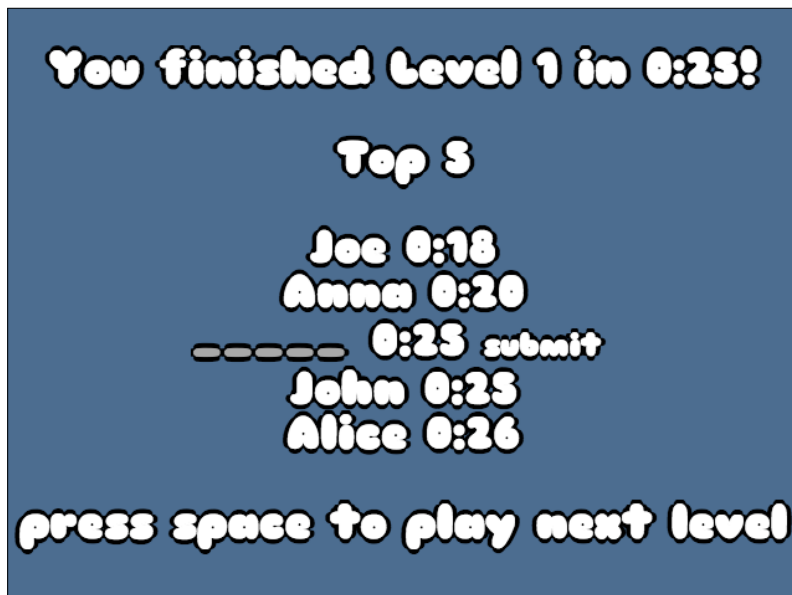 You finished Level 1 in 0:25!
Top 5
Joe 0:18
Anna 0:20
_____ 0:25 submit
John 0:25
Alice 0:26
press space to play next level